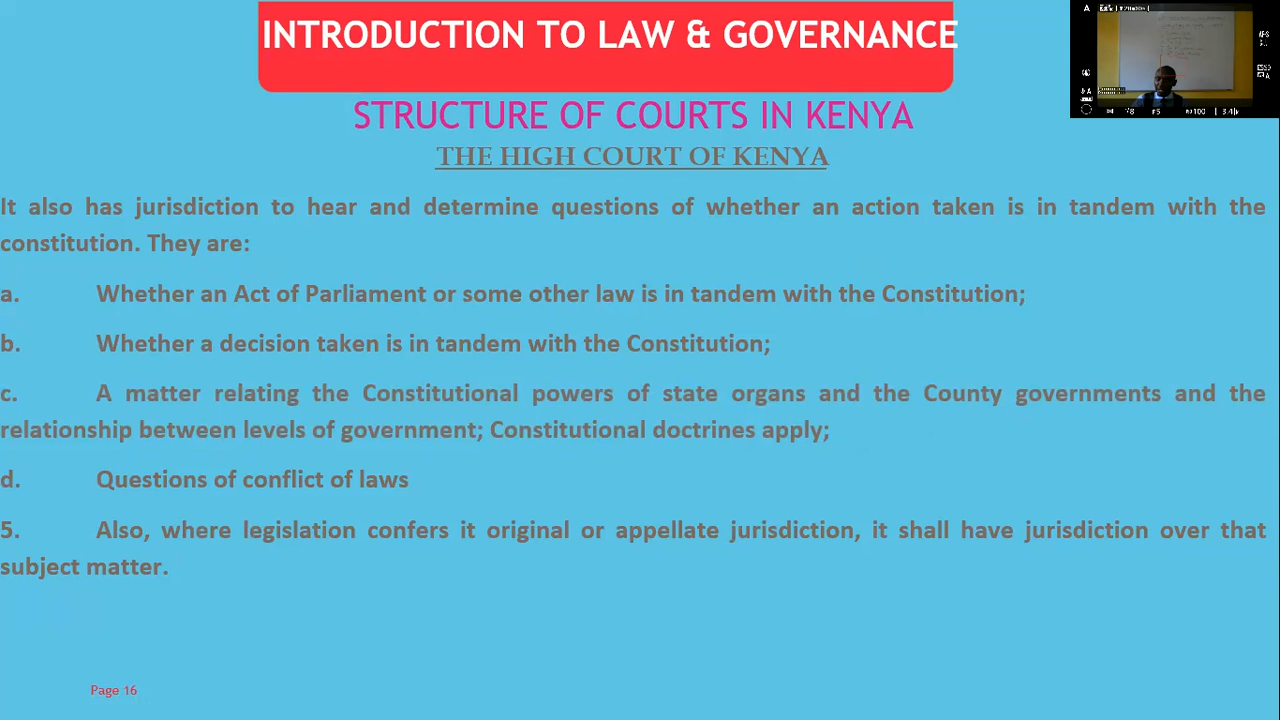 INTRODUCTION TO LAW & GOVERNANCE
STRUCTURE OF COURTS IN KENYA
THE HIGH COURT OF KENYA
It also has jurisdiction to hear and determine questions of whether an action taken is in tandem with the
constitution. They are:
a. Whether an Act of Parliament or some other law is in tandem with the Constitution;
b. Whether a decision taken is in tandem with the Constitution;
c. A matter relating the Constitutional powers of state organs and the County governments and the
relationship between levels of government; Constitutional doctrines apply;
d. Questions of conflict of laws
5. Also, where legislation confers it original or appellate jurisdiction, it shall have jurisdiction over that
subject matter.
Page 16